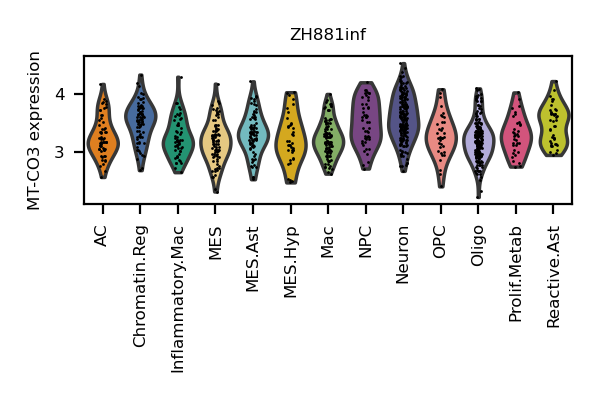 ZH881inf
MT-CO3 expression
4
3
AC
Chromatin.Reg
Inflammatory.Mac
MES
MES.Ast
MES.Hyp
Mac
NPC
Neuron
OPC
Oligo
Prolif.Metab
Reactive.Ast